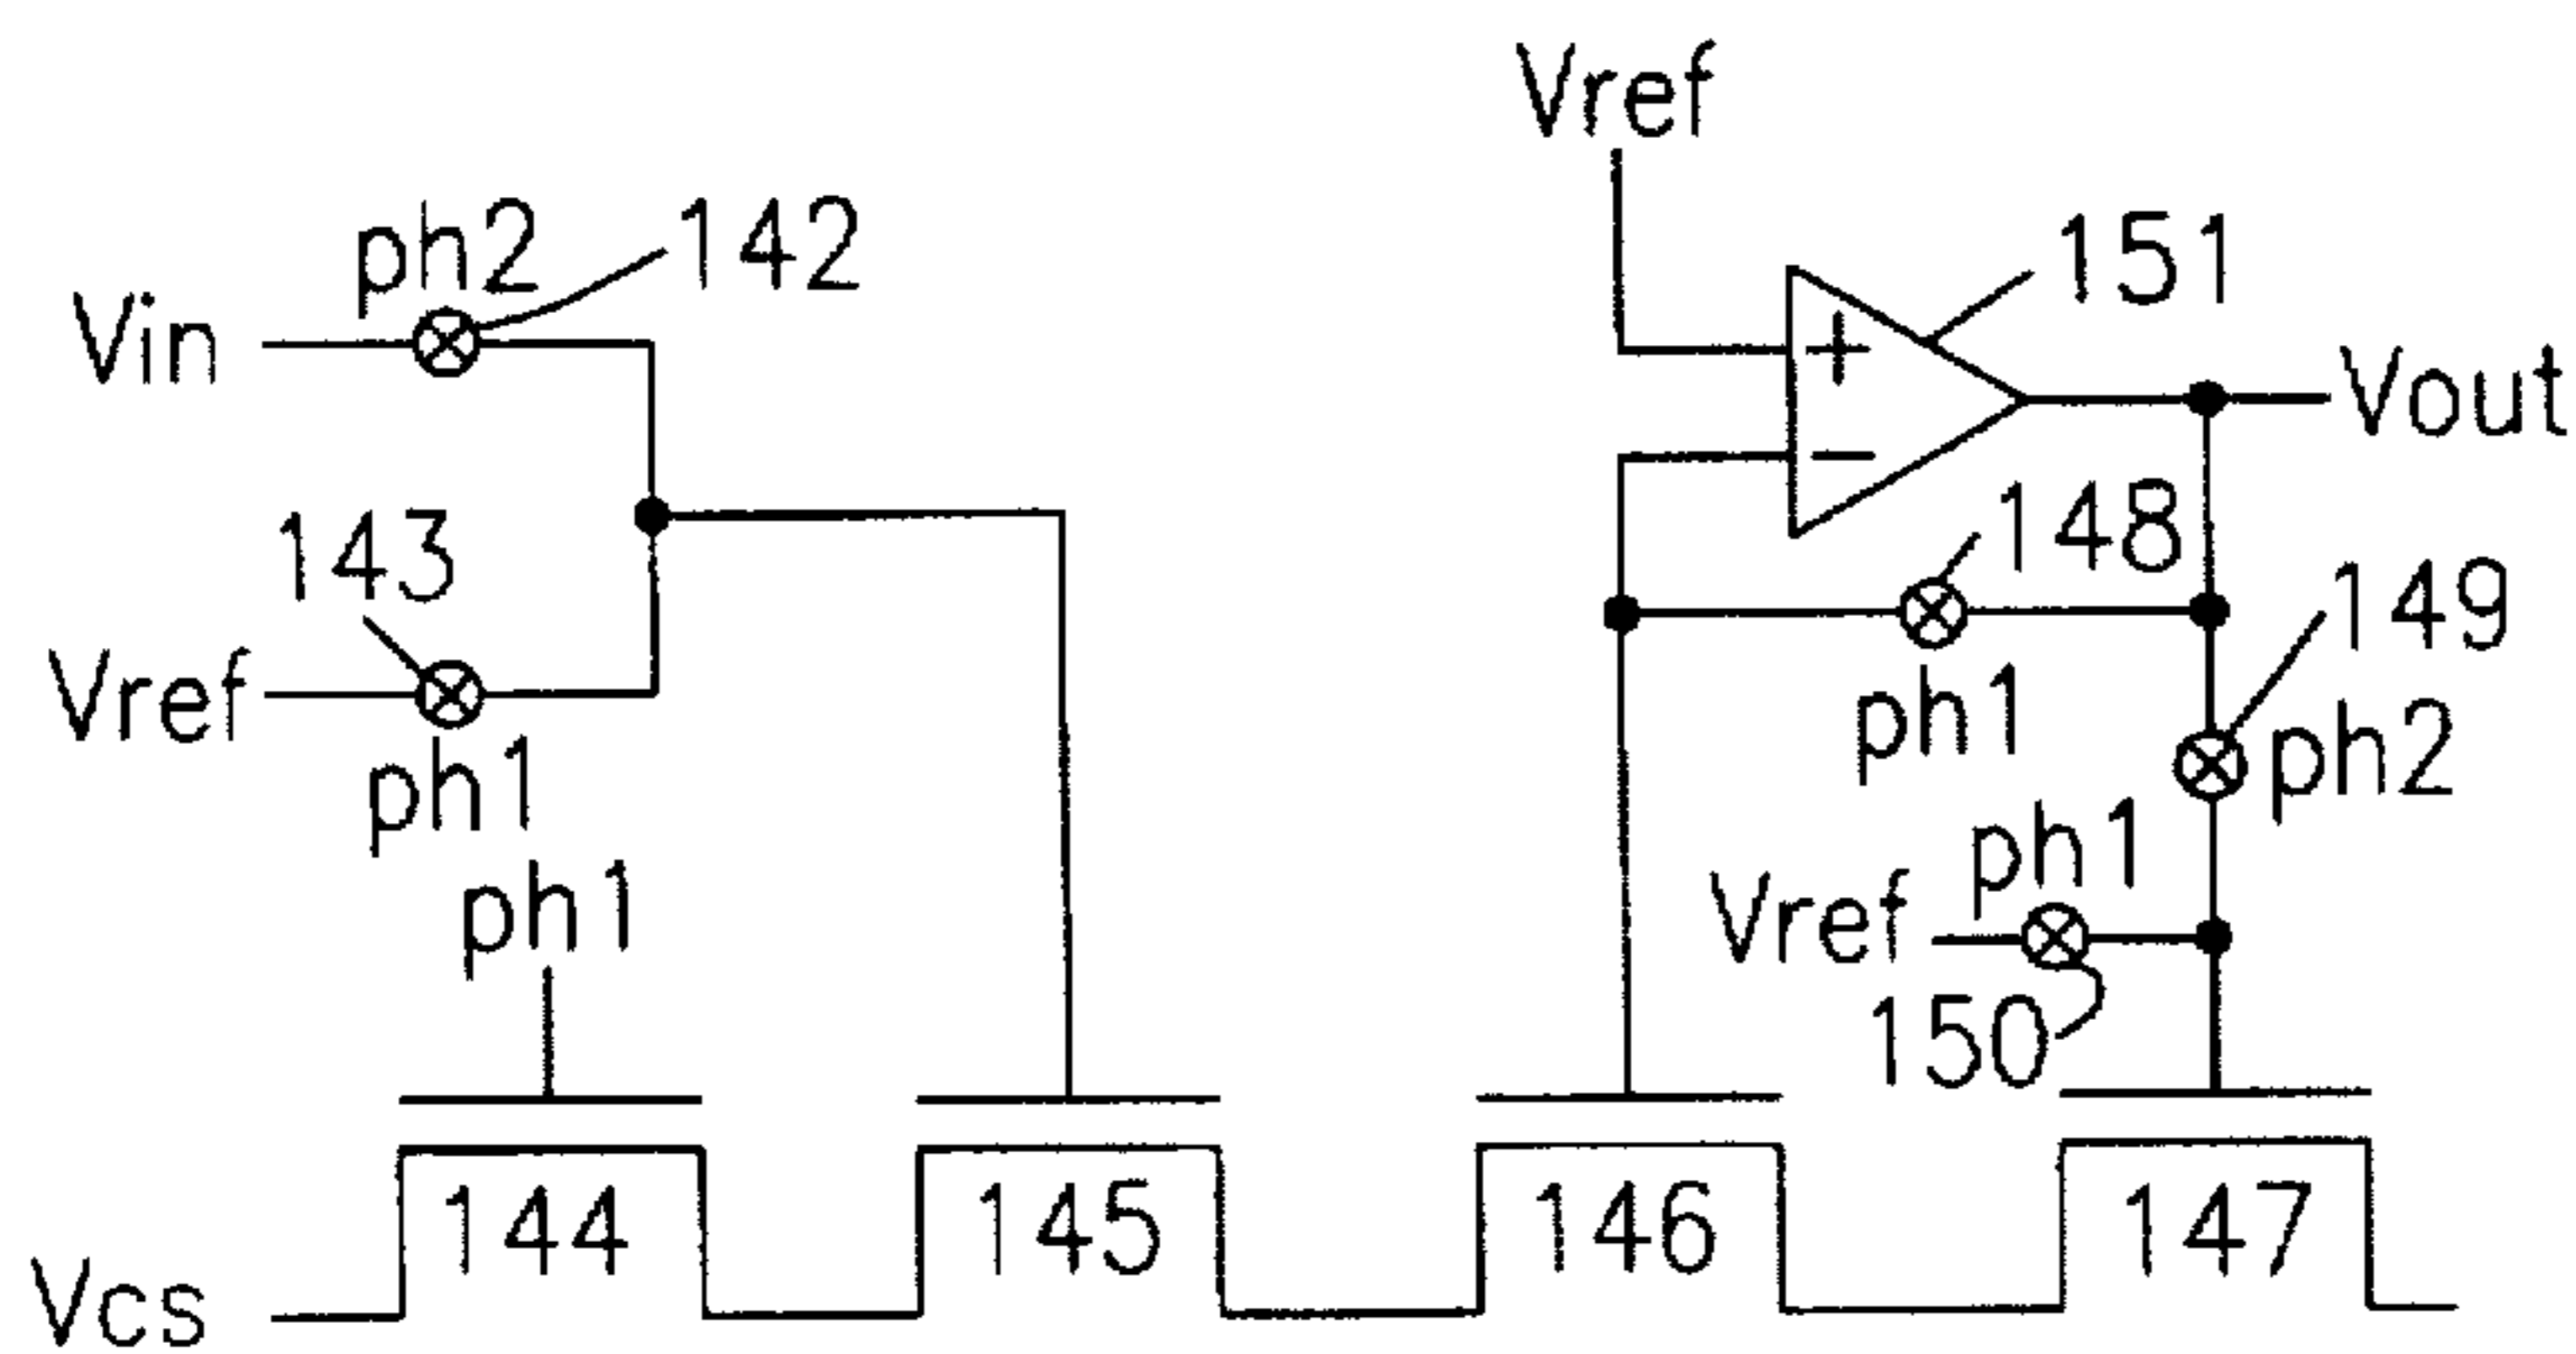 Vref
ph2
142
151
Vin
Vout
143
148
149
Vref
ph1
ph1
ph2
ph1
ph1
Vref
150
144
145
146
147
Vcs
+
−